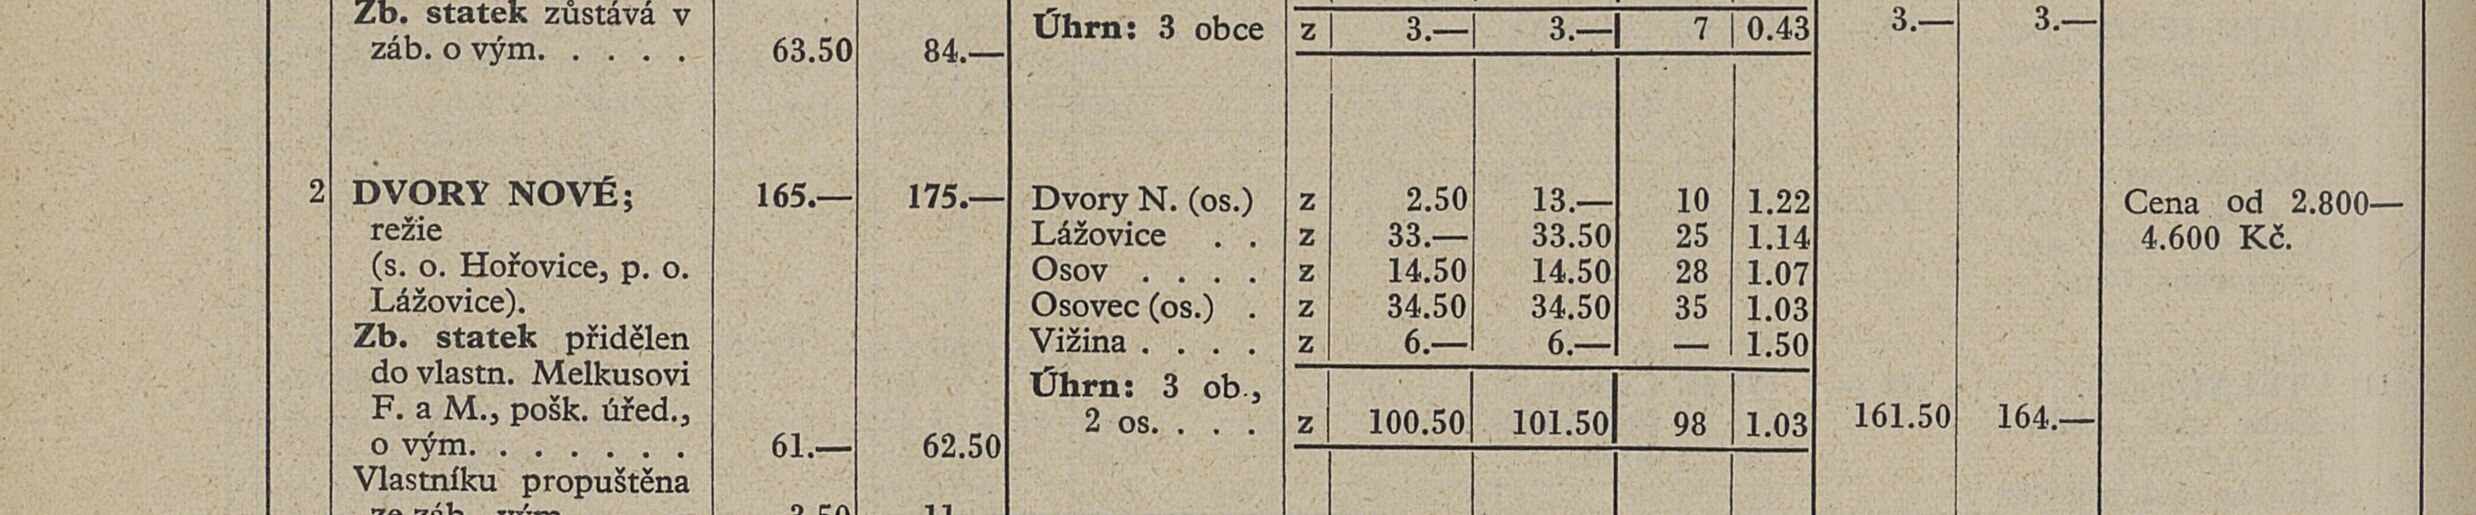 Zb. statek zůstává v
záb. o vým. . . . . 63.50 84.—
Úhrn: 3 obce z 3.— 3.— 7 0.43 3.— 3.—
2 DVORY NOVÉ; 165.— 175.— Dvory N. (os.) z 2.50 13.— 10 1.22 Cena od 2.800—
režie Lážovice . . z 33.— 33.50 25 1.14 4.600 Kč.
(s. o. Hořovice, p. o. Osov . . . . z 14.50 14.50 28 1.07
Lážovice). Osovec (os.) . z 34.50 34.50 35 1.03
Zb. statek přidělen Vižina . . . . z 6.— 6.— — 1.50
do vlastn. Melkusovi Úhrn: 3 ob.,
F. a M., pošk. úřed., 2 os. . . . z 100.50 101.50 98 1.03 161.50 164.—
o vým. . . . . . . 61.— 62.50
Vlastníku propuštěna